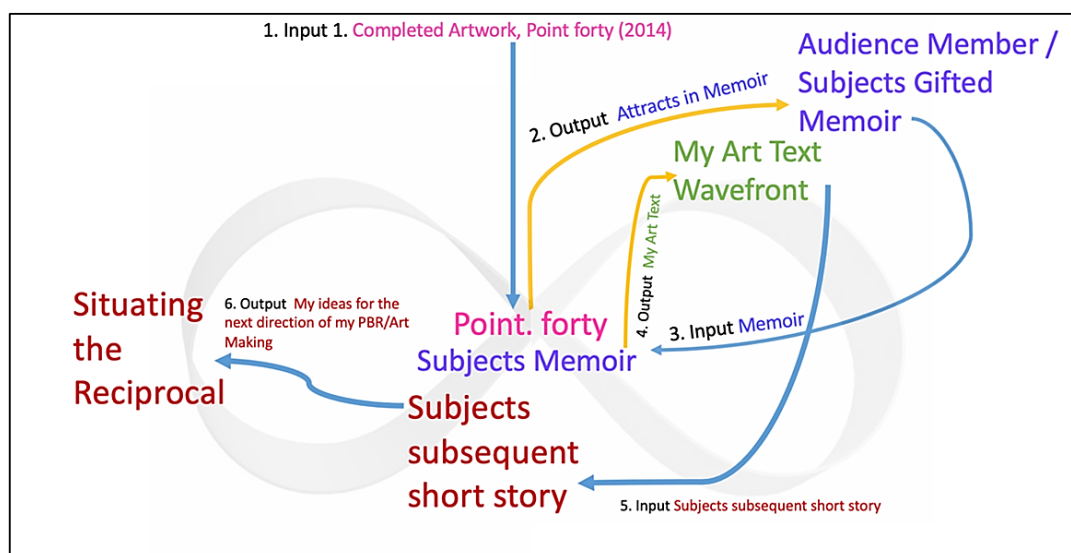 1. Input 1. Completed Artwork, Point forty (2014)
Audience Member /
Subjects Gifted
Memoir
2. Output Attracts in Memoir
My Art Text
Wavefront
4. Output My Art Text
3. Input Memoir
Point. forty
Subjects Memoir
Subjects
subsequent
short story
5. Input Subjects subsequent short story
6. Output My ideas for the
next direction of my PBR/Art
Making
Situating
the
Reciprocal